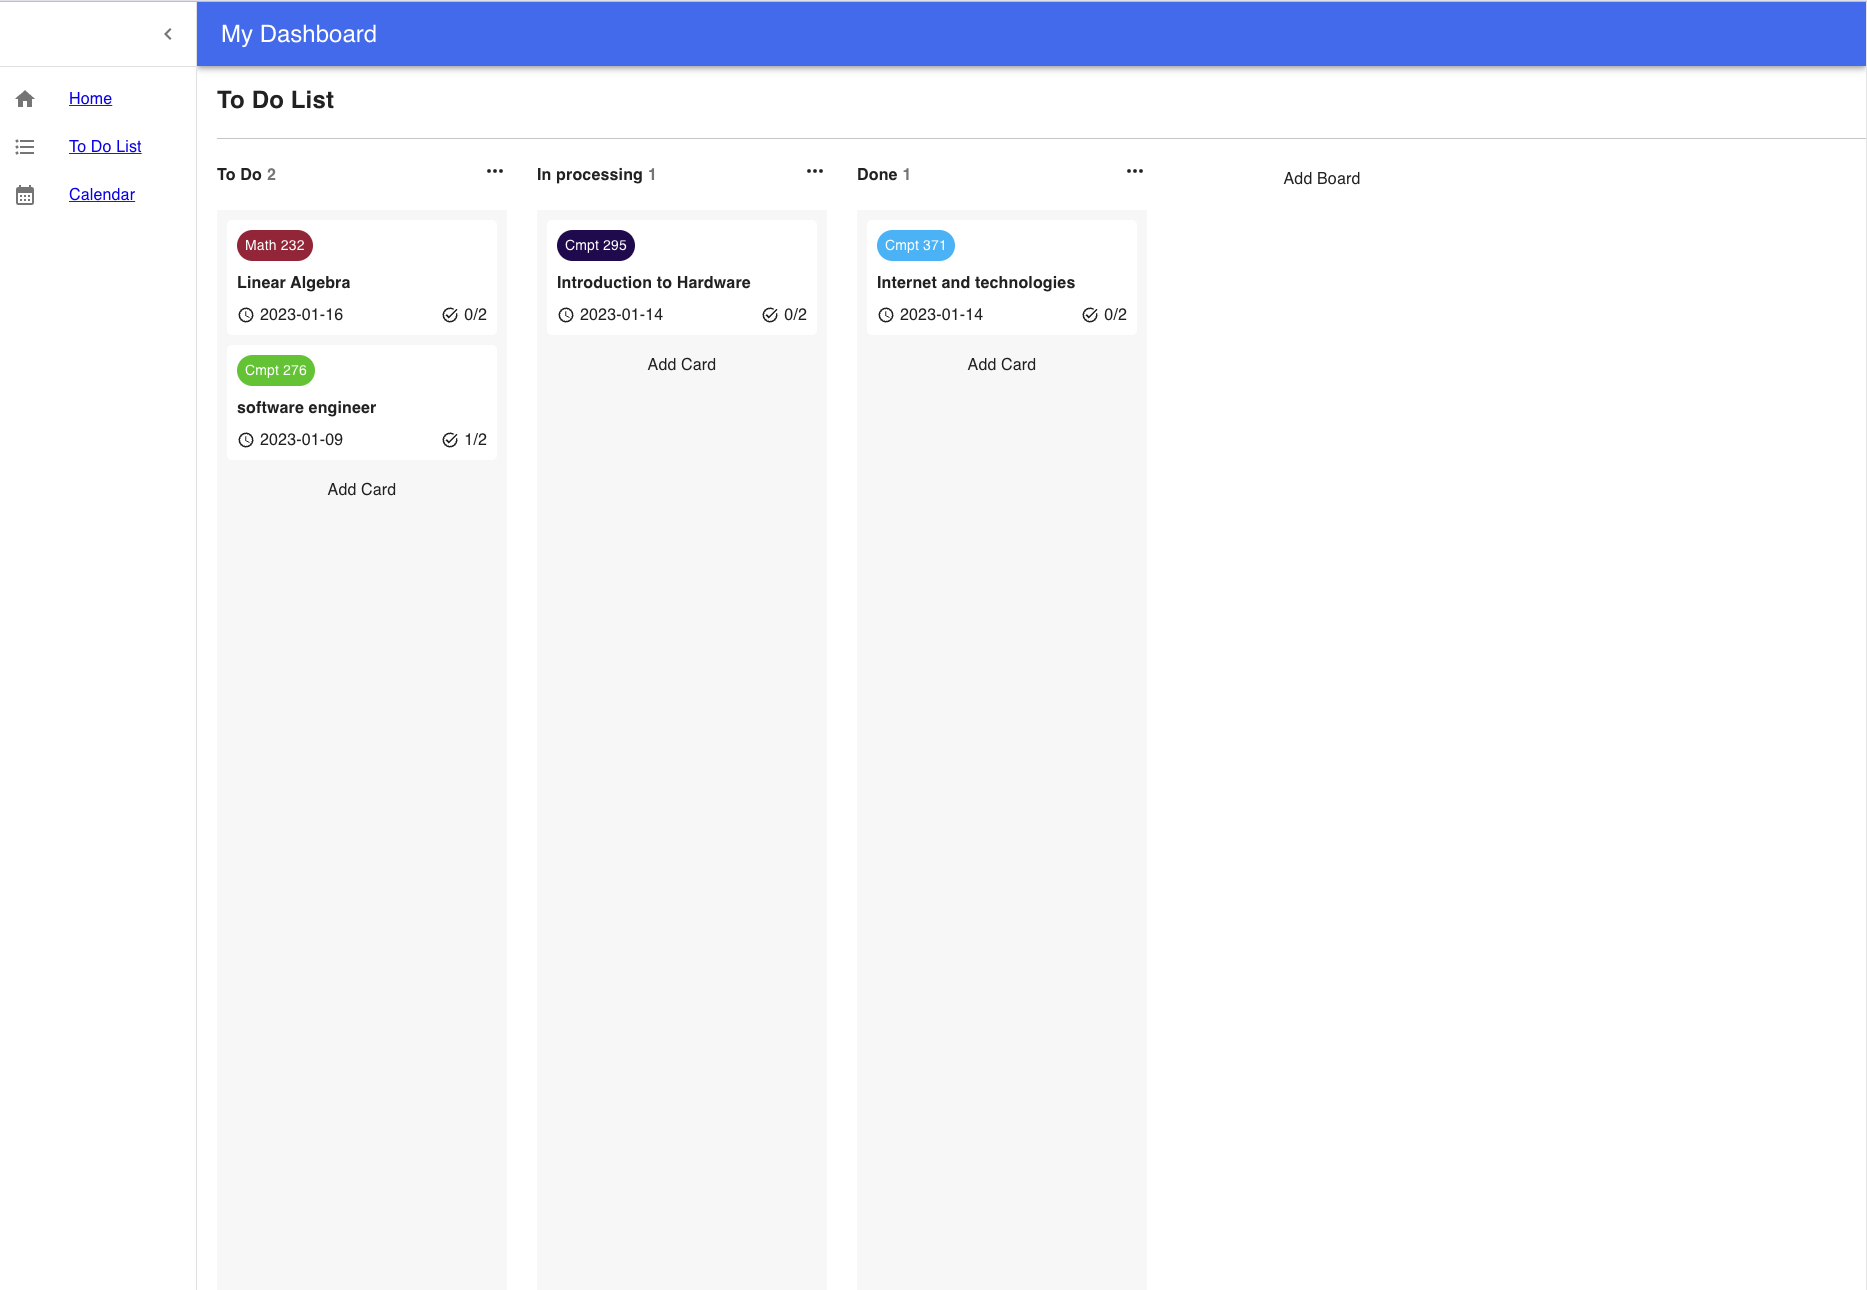 My Dashboard
Home
To Do List
Calendar
To Do List
To Do 2
Math 232
Linear Algebra
2023-01-16 0/2
Cmpt 276
software engineer
2023-01-09 1/2
Add Card
In processing 1
Cmpt 295
Introduction to Hardware
2023-01-14 0/2
Add Card
Done 1
Cmpt 371
Internet and technologies
2023-01-14 0/2
Add Card
Add Board